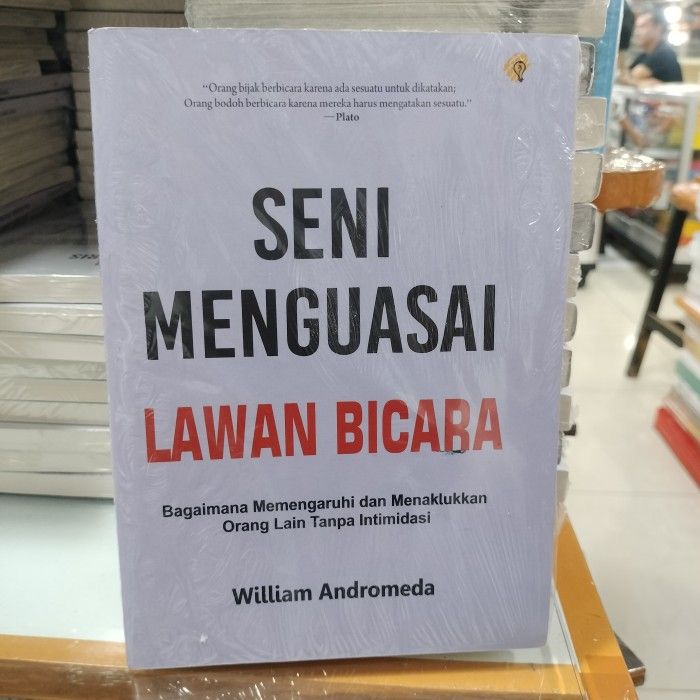 “Orang bijak berbicara karena ada sesuatu untuk dikatakan;
Orang bodoh berbicara karena mereka harus mengatakan sesuatu.”
—Plato
SENI
MENGUASAI
LAWAN BICARA
Bagaimana Memengaruhi dan Menaklukkan
Orang Lain Tanpa Intimidasi
William Andromeda